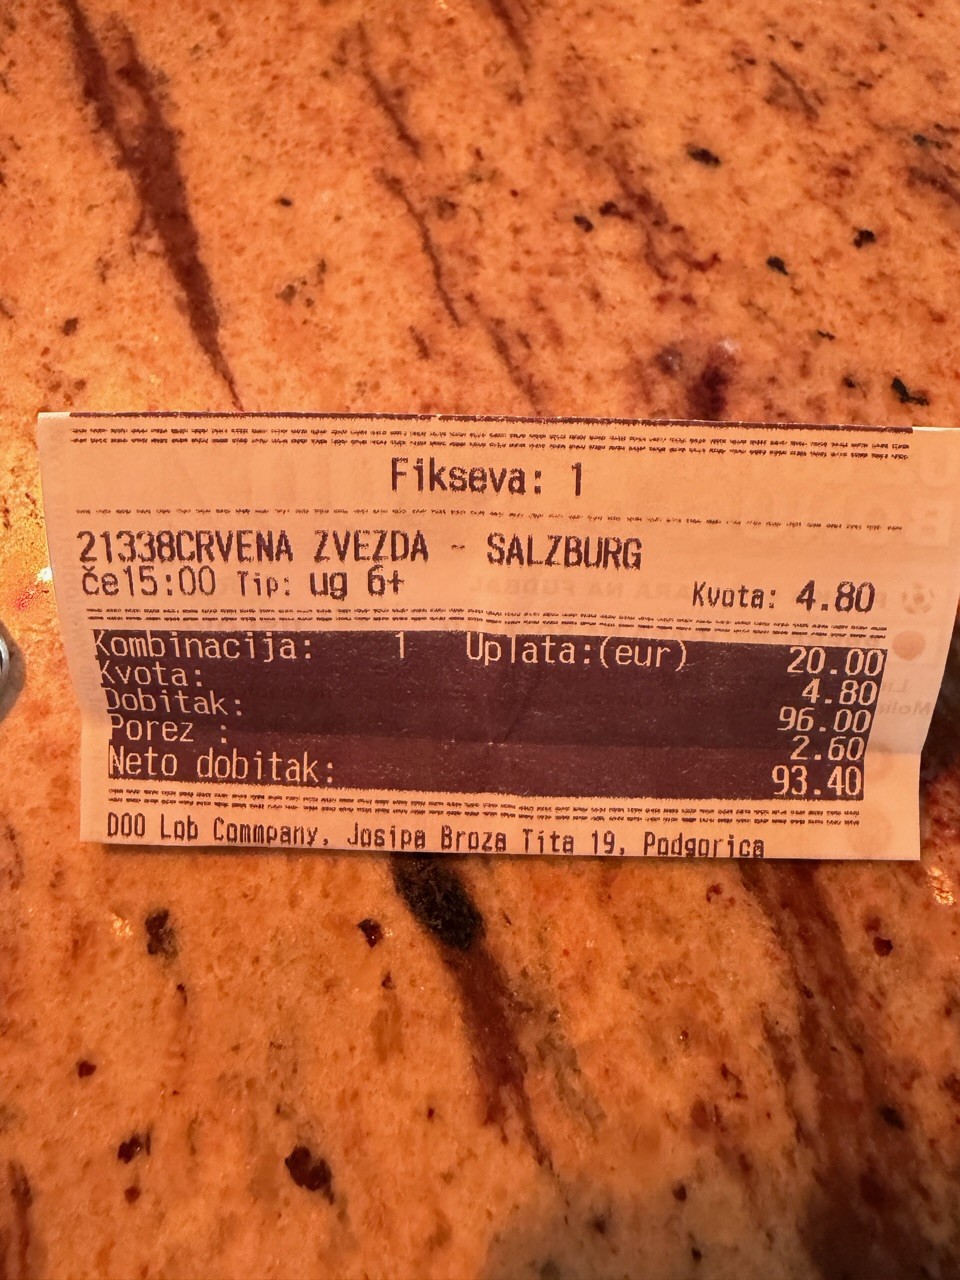 Fikseva: 1
21338CRVENA ZVEZDA - SALZBURG
če15:00 Tip: ug 6+ Kvota: 4.80
Kombinacija: 1 Uplata:(eur) 20.00
Kvota: 4.80
Dobitak: 96.00
Porez : 2.60
Neto dobitak: 93.40
DOO Lob Commpany, Josipa Broza Tita 19, Podgorica